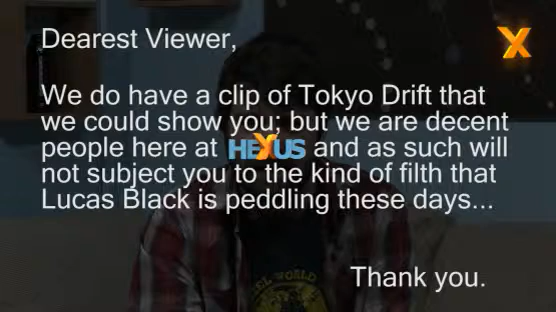 Dearest Viewer,
X
We do have a clip of Tokyo Drift that
we could show you; but we are decent
people here at HEXUS and as such will
not subject you to the kind of filth that
Lucas Black is peddling these days...
Thank you.
WORLD